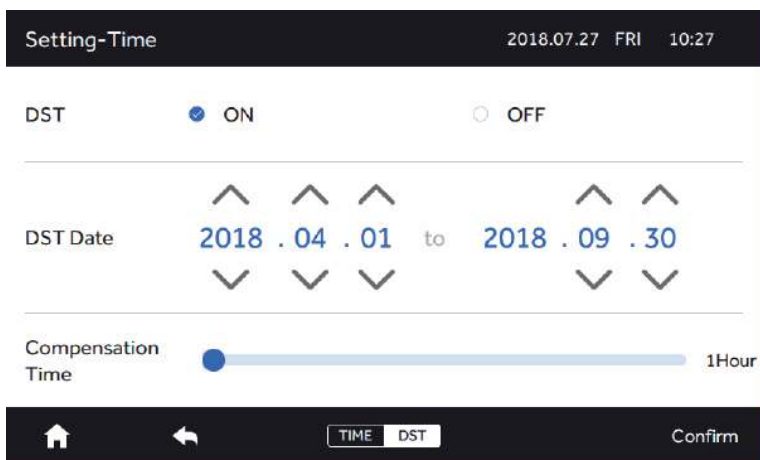 Setting-Time 2018.07.27 FRI 10:27
DST ON OFF
DST Date 2018 . 04 . 01 to 2018 . 09 . 30
Compensation
Time 1Hour
TIME DST Confirm